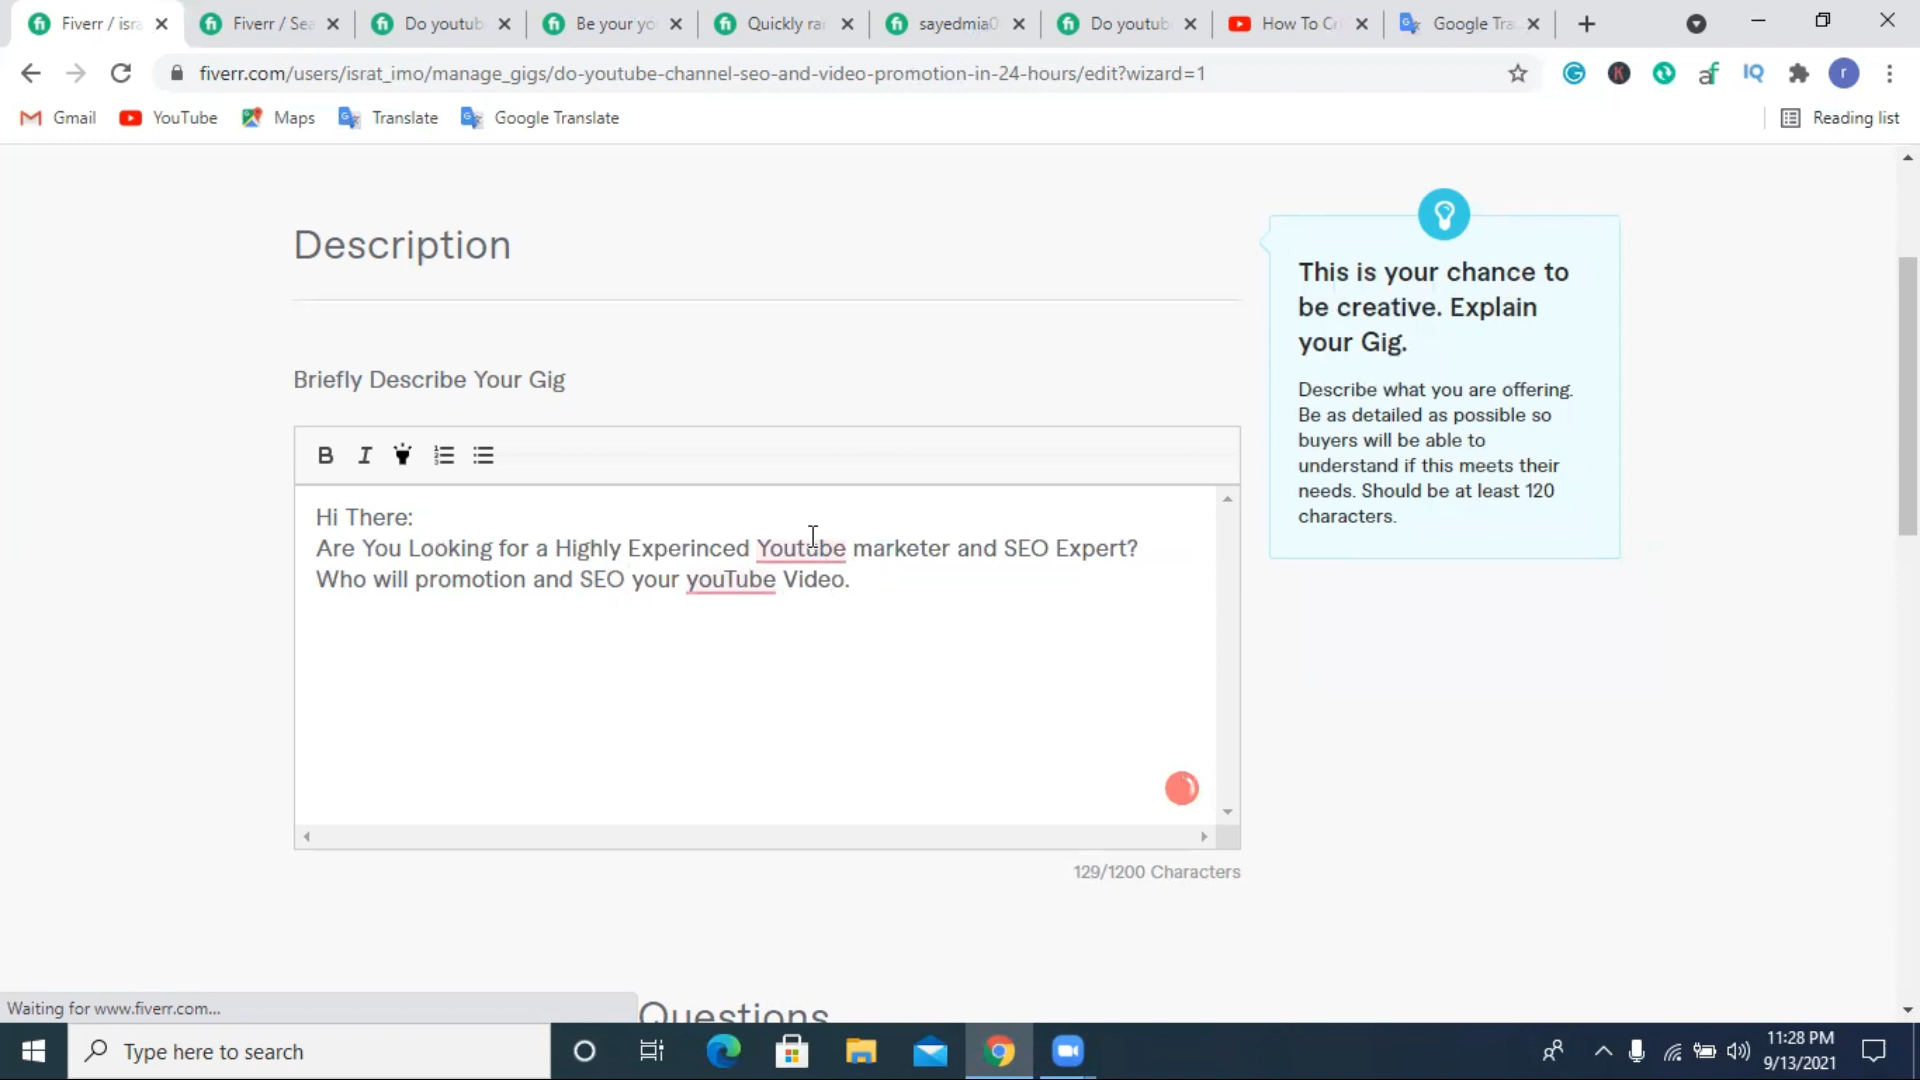 Fiverr / isra
Fiverr / Sea
Do youtub
Be your yo
Quickly ra
sayedmia0
Do youtub
How To Cr
Google Tra
fiverr.com/users/israt_imo/manage_gigs/do-youtube-channel-seo-and-video-promotion-in-24-hours/edit?wizard=1
IQ
r
Gmail
YouTube
Maps
Translate
Google Translate
Reading list
Description
Briefly Describe Your Gig
B I
Hi There:
Are You Looking for a Highly Experinced Youtube marketer and SEO Expert?
Who will promotion and SEO your youTube Video.
129/1200 Characters
This is your chance to
be creative. Explain
your Gig.
Describe what you are offering.
Be as detailed as possible so
buyers will be able to
understand if this meets their
needs. Should be at least 120
characters.
Questions
Waiting for www.fiverr.com...
Type here to search
11:28 PM
9/13/2021